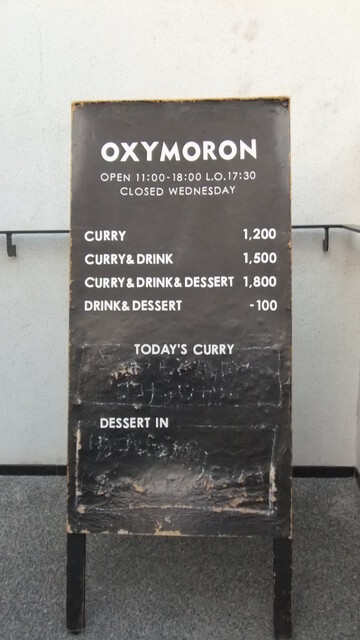 OXYMORON
OPEN 11:00-18:00 L.O.17:30
CLOSED WEDNESDAY
CURRY 1,200
CURRY&DRINK 1,500
CURRY&DRINK&DESSERT 1,800
DRINK&DESSERT -100
TODAY'S CURRY
DESSERT IN